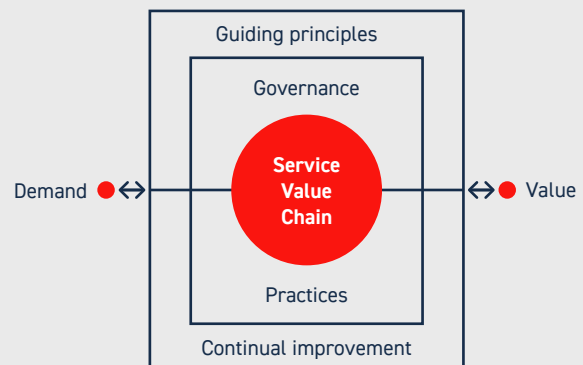 Guiding principles
Governance
Service
Value
Chain
Demand
Value
Practices
Continual improvement